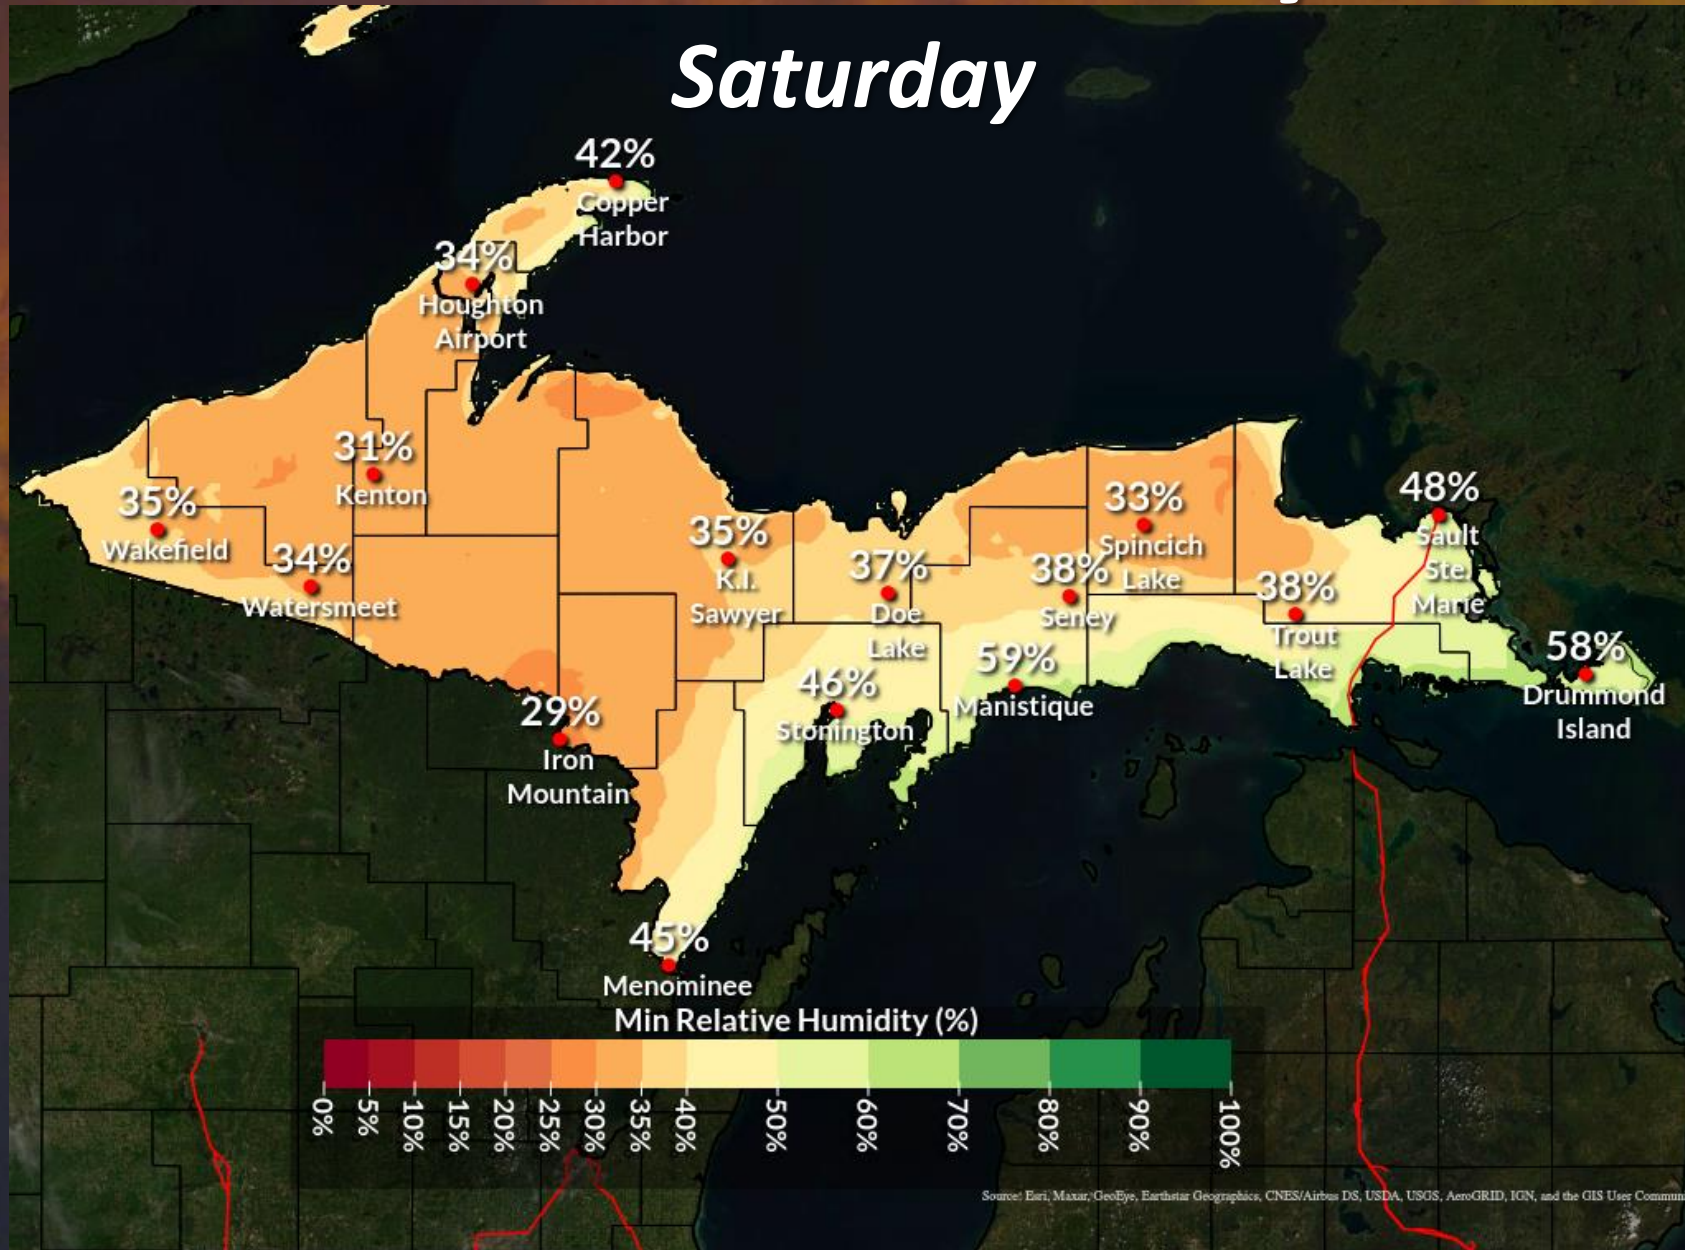 Saturday
42%
Copper
Harbor
34%
Houghton
Airport
31%
Kenton
35%
Wakefield
34%
Watersmeet
35%
K.I.
Sawyer
37%
Doe
Lake
38%
Seney
33%
Spincich
Lake
38%
Trout
Lake
48%
Sault
Ste.
Marie
58%
Drummond
Island
59%
Manistique
46%
Stonington
29%
Iron
Mountain
45%
Menominee
Min Relative Humidity (%)
0% 5% 10% 15% 20% 25% 30% 35% 40% 50% 60% 70% 80% 90% 100%
Source: Esri, Maxar, GeoEye, Earthstar Geographics, CNES/Airbus DS, USDA, USGS, AeroGRID, IGN, and the GIS User Commun